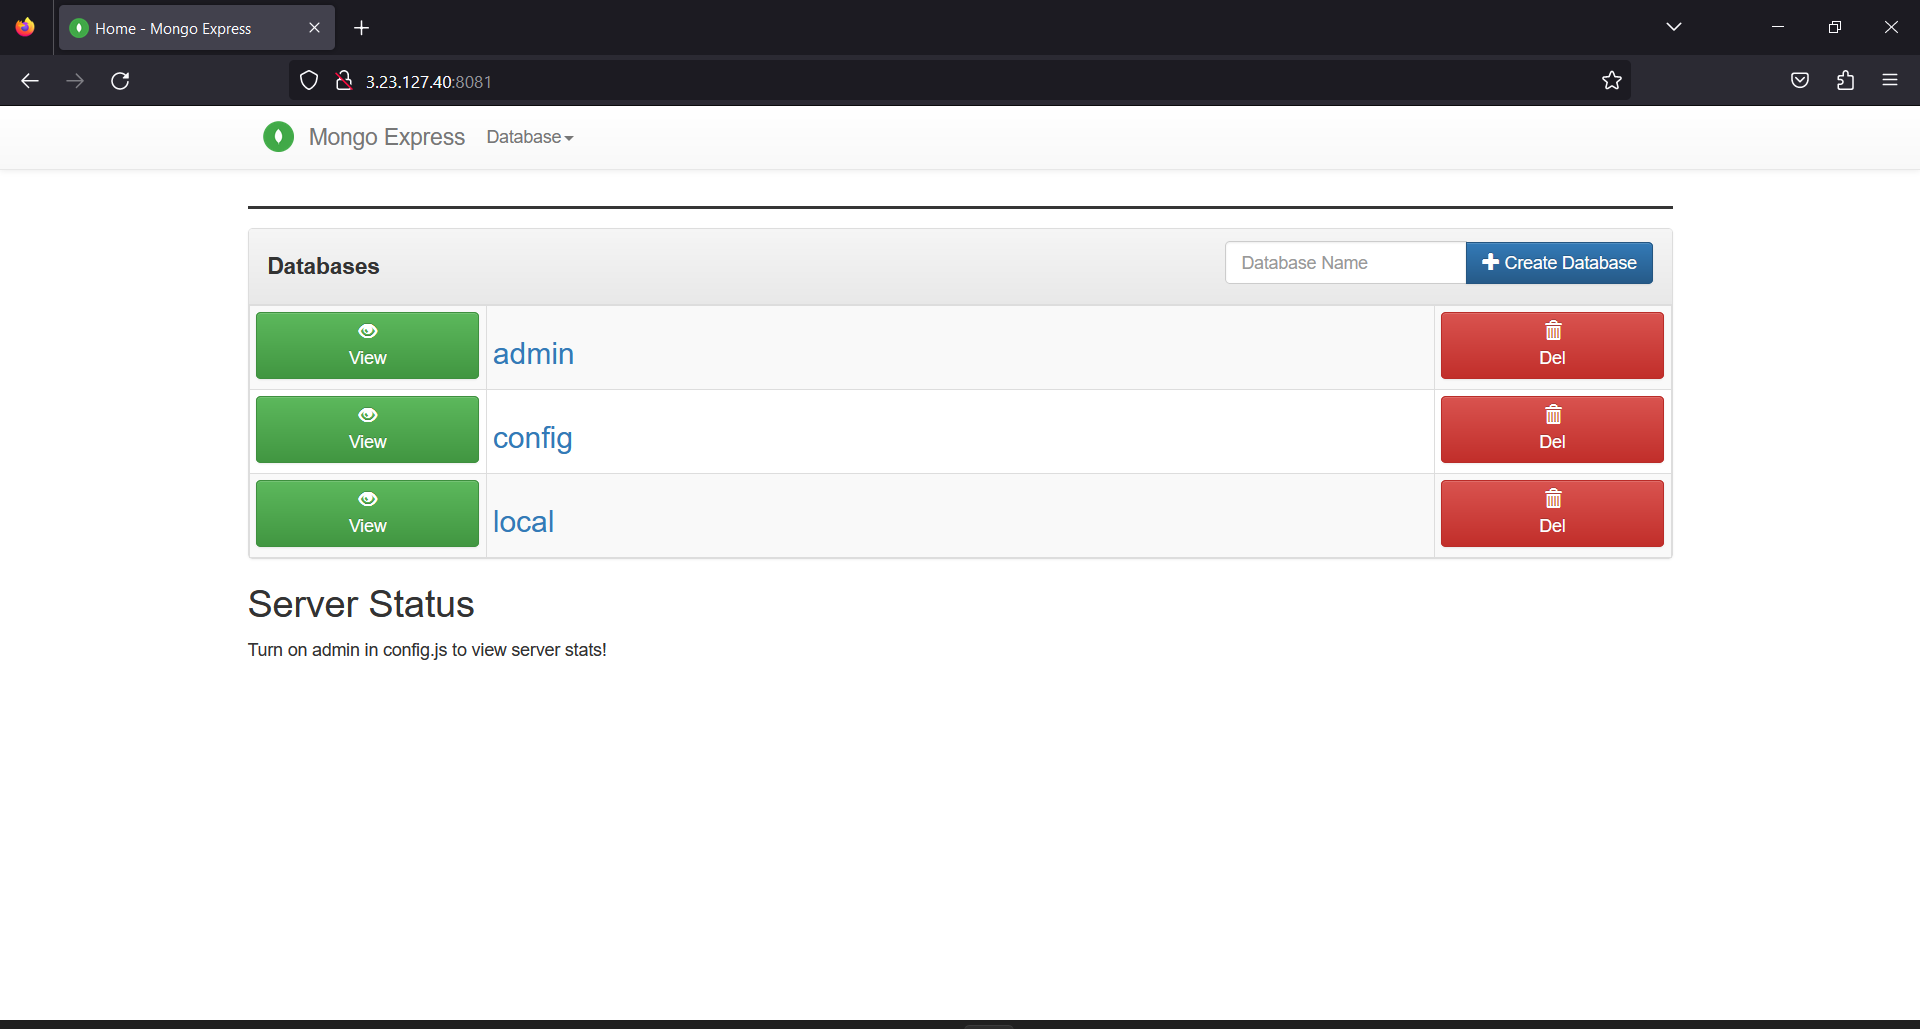 Home - Mongo Express
3.23.127.40:8081
Mongo Express Database
Databases
Database Name
Create Database
View
admin
Del
View
config
Del
View
local
Del
Server Status
Turn on admin in config.js to view server stats!